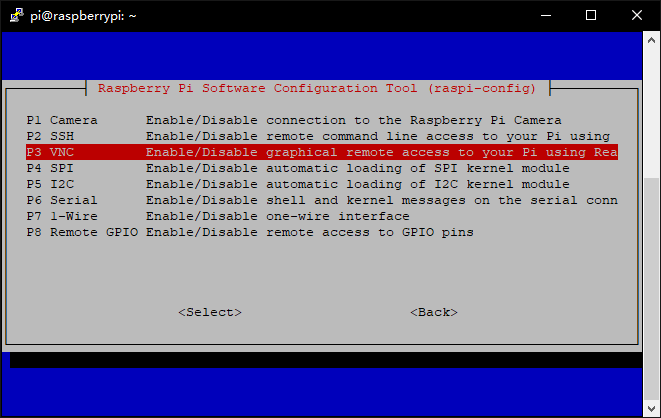 pi@raspberrypi: ~
Raspberry Pi Software Configuration Tool (raspi-config)
P1 Camera Enable/Disable connection to the Raspberry Pi Camera
P2 SSH Enable/Disable remote command line access to your Pi using
P3 VNC Enable/Disable graphical remote access to your Pi using Rea
P4 SPI Enable/Disable automatic loading of SPI kernel module
P5 I2C Enable/Disable automatic loading of I2C kernel module
P6 Serial Enable/Disable shell and kernel messages on the serial conn
P7 1-Wire Enable/Disable one-wire interface
P8 Remote GPIO Enable/Disable remote access to GPIO pins
<Select> <Back>